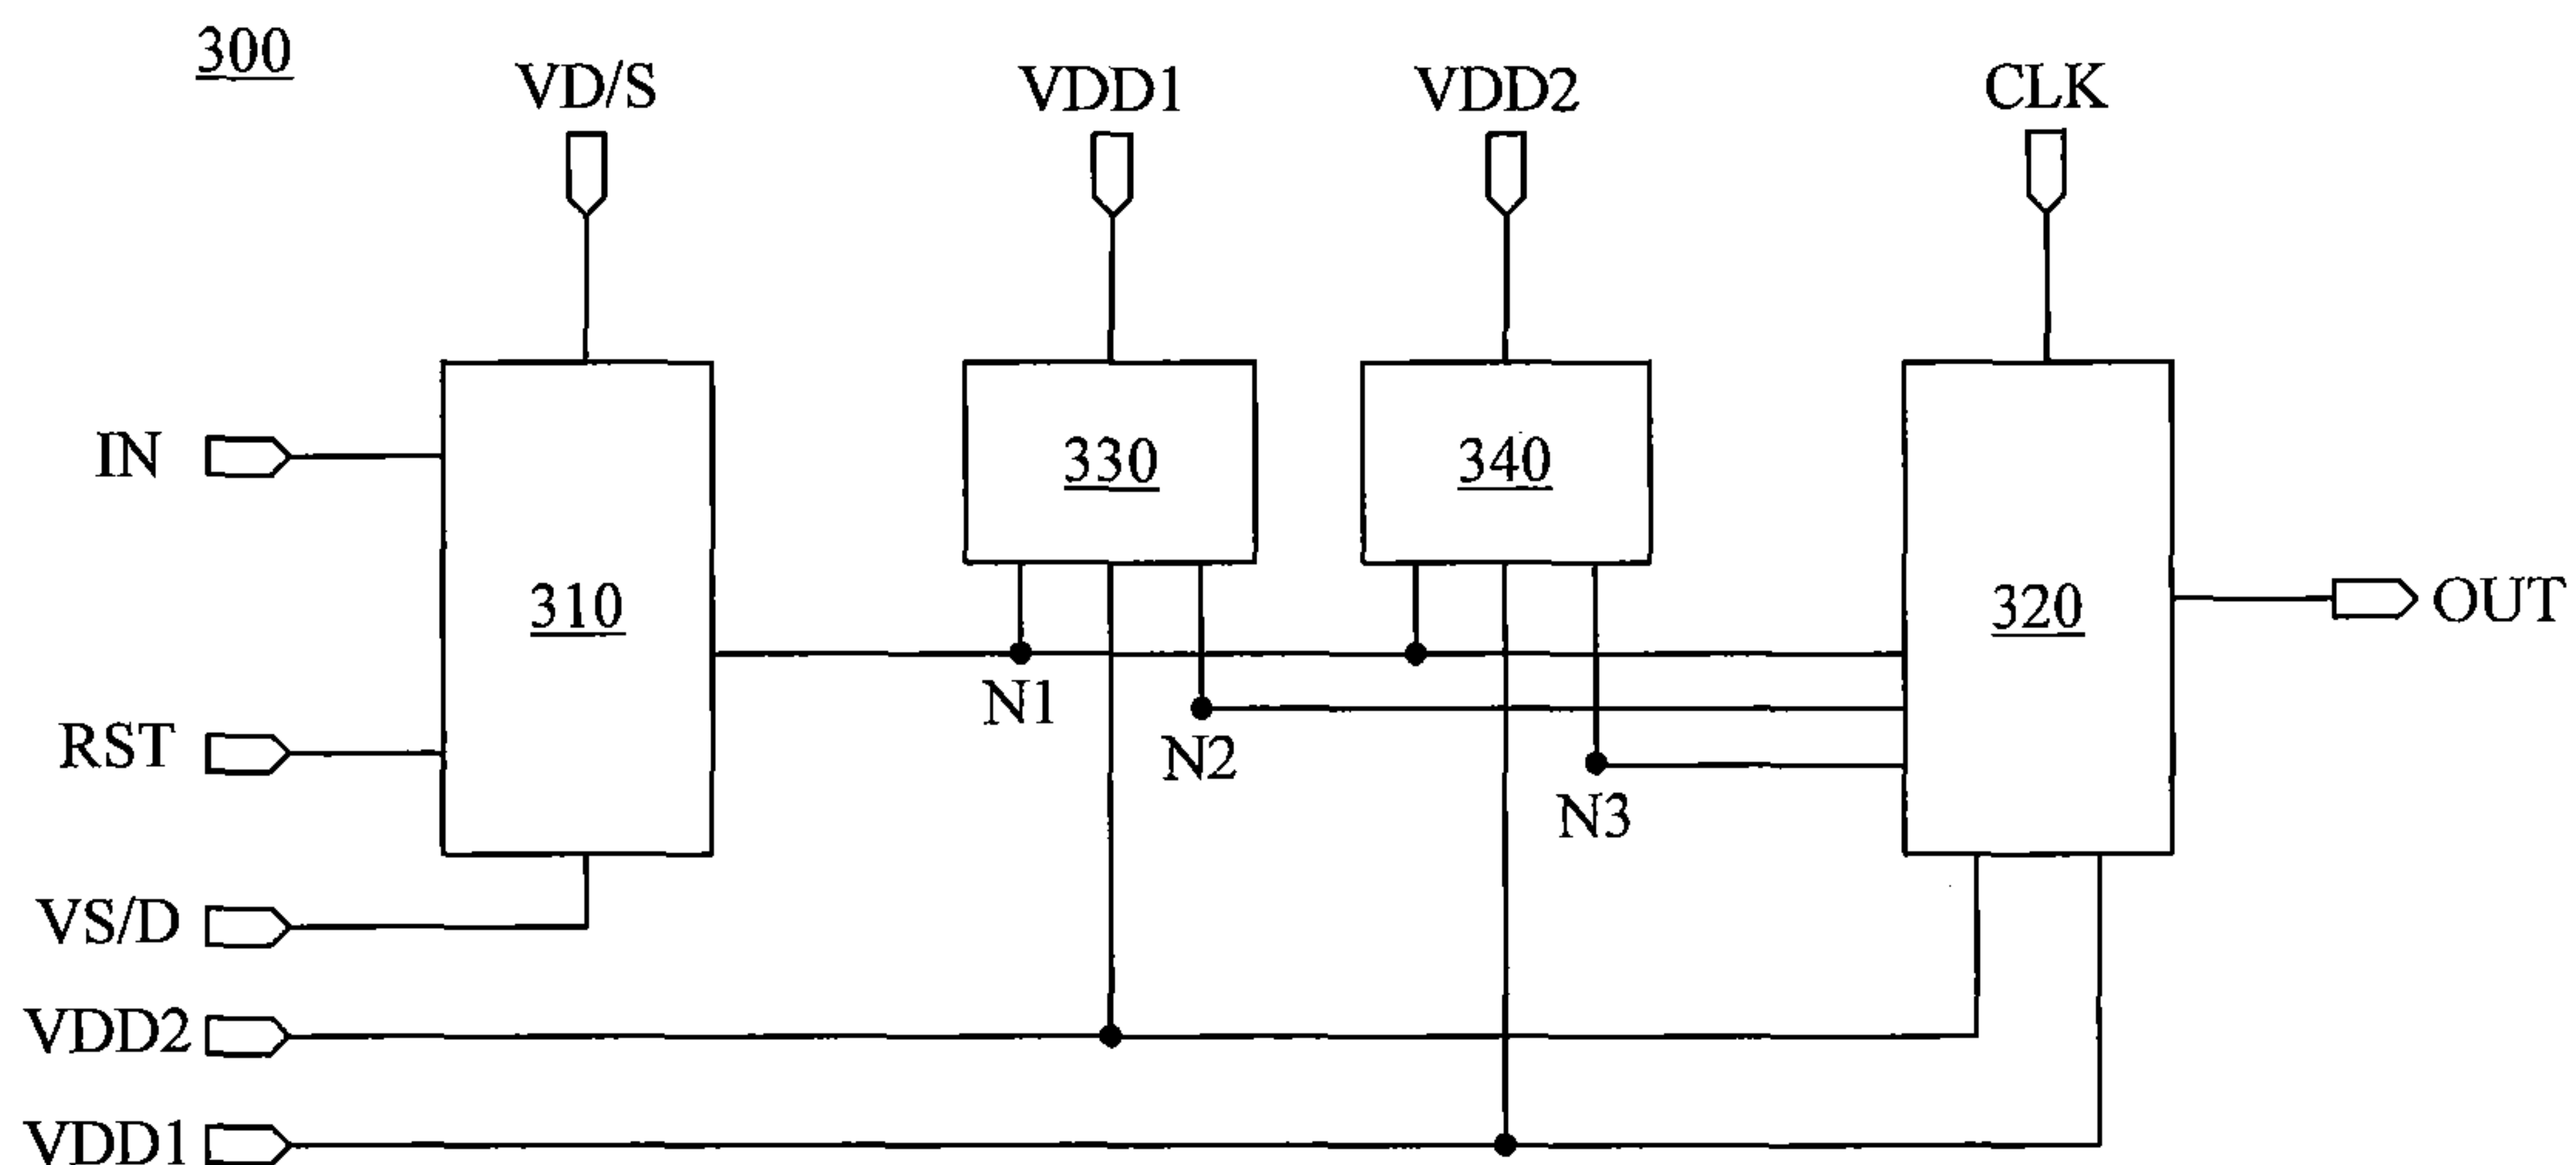 300
VD/S
VDD1
VDD2
CLK
IN
330
340
310
320
OUT
N1
RST
N2
N3
VS/D
VDD2
VDD1